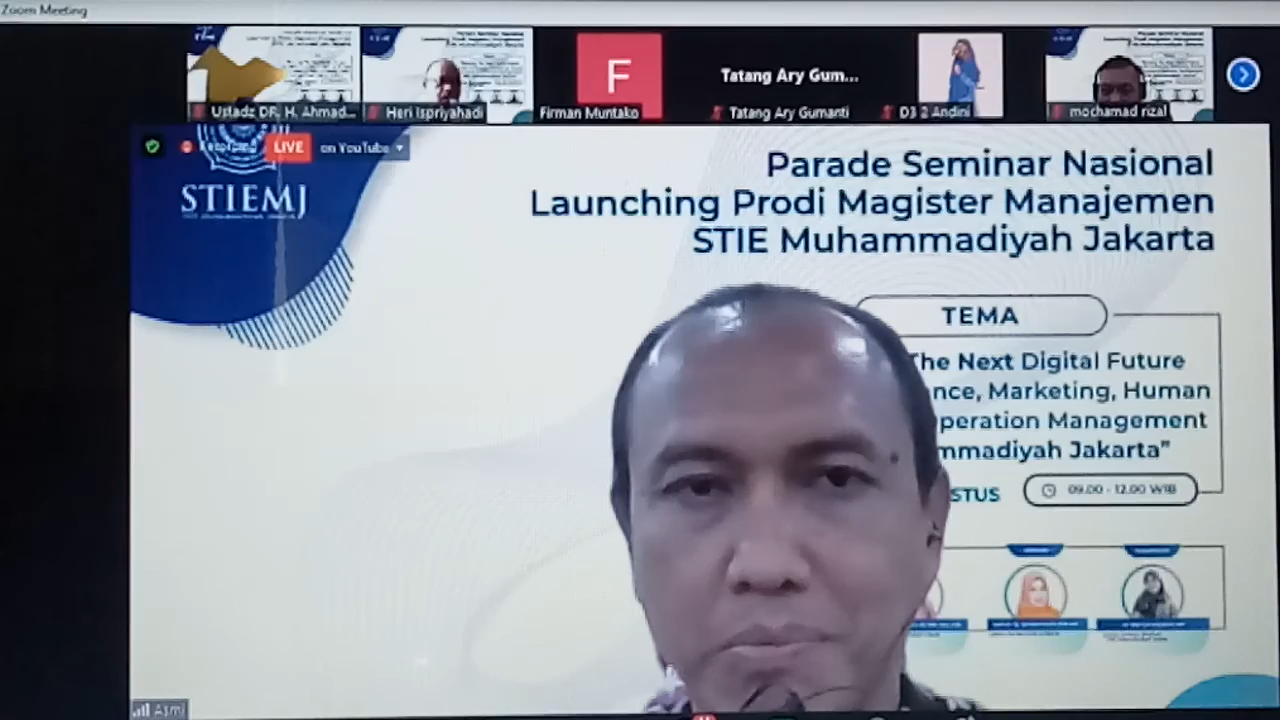 Zoom Meeting
F
Tatang Ary Gum...
Ustadz DR. H. Ahmad...
Heri Ispriyahadi
Firman Muntako
Tatang Ary Gumanti
D3 2 Andini
mochamad rizal
LIVE
on YouTube
STIEMJ
Parade Seminar Nasional
Launching Prodi Magister Manajemen
STIE Muhammadiyah Jakarta
TEMA
The Next Digital Future
nce, Marketing, Human
peration Management
mmadiyah Jakarta”
STUS
09.00 - 12.00 WIB
Asmi